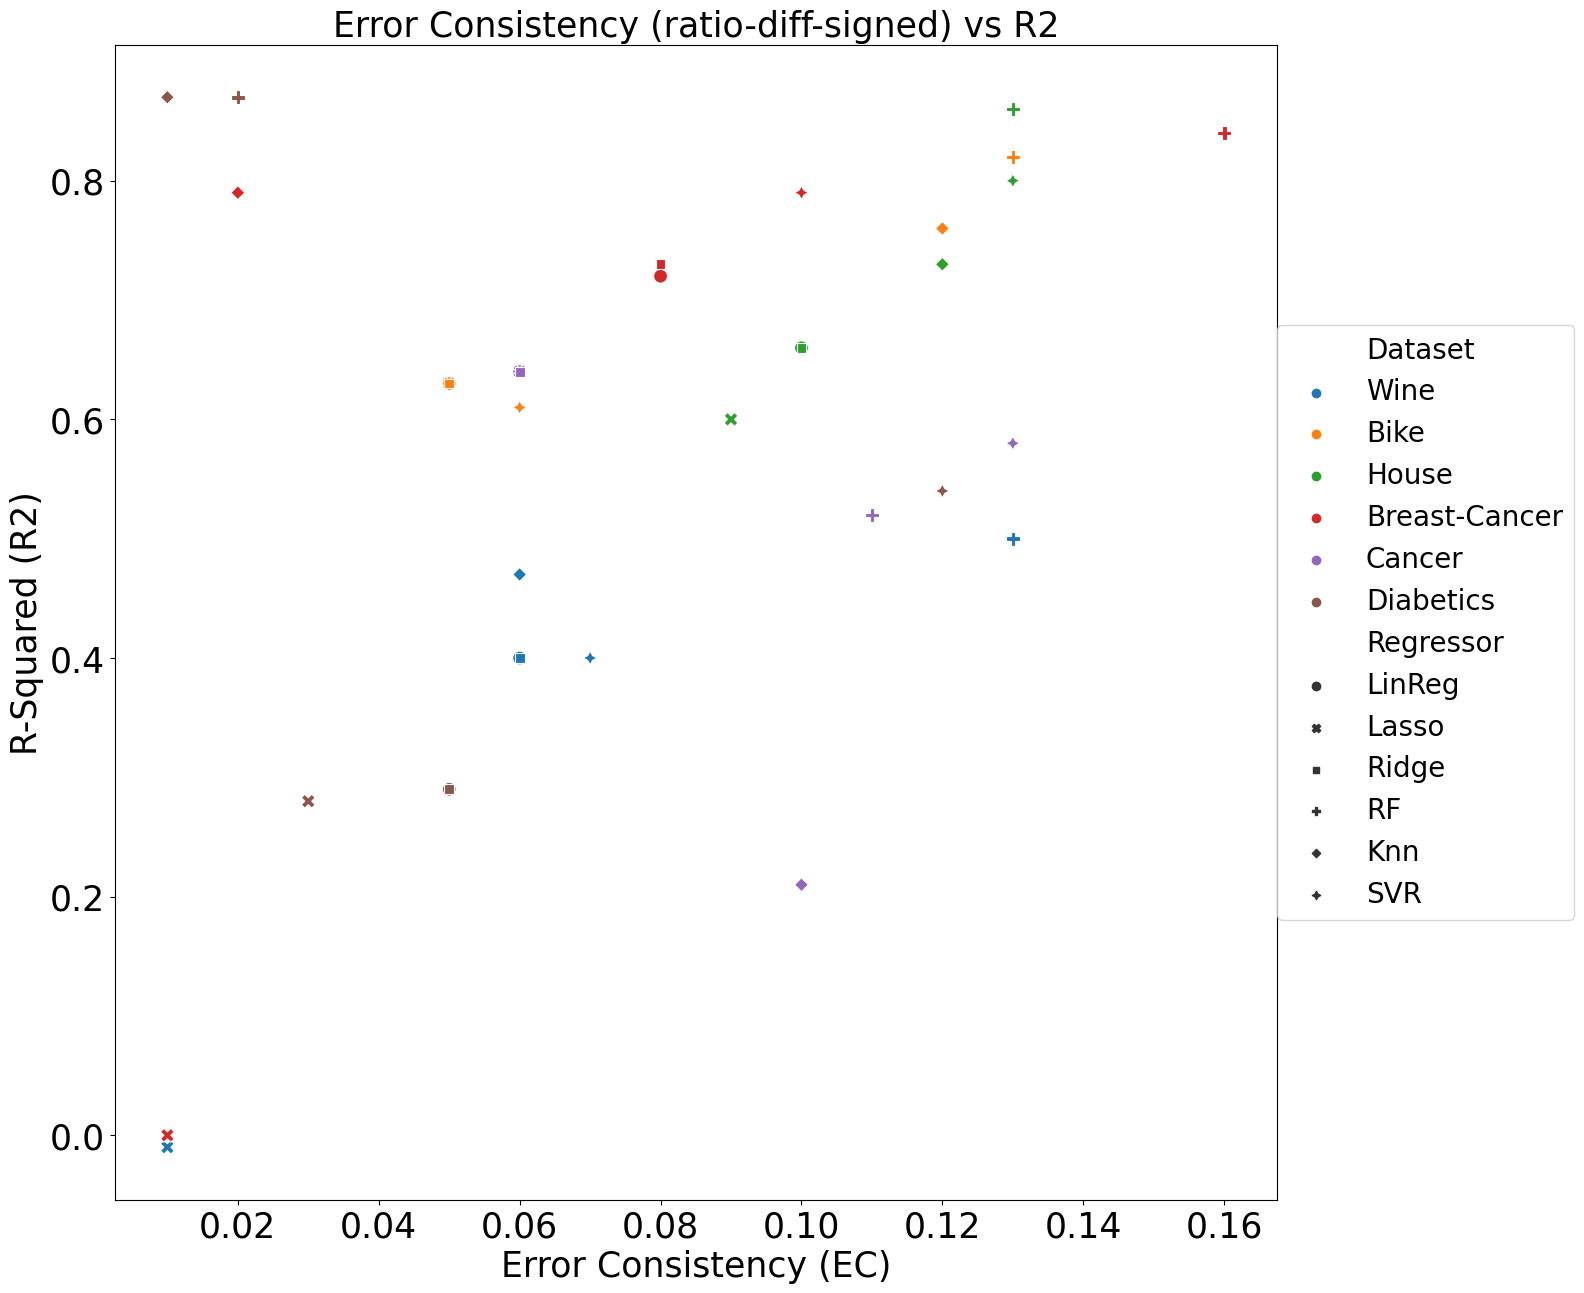 Error Consistency (ratio-diff-signed) vs R2
R-Squared (R2)
0.8
0.6
0.4
0.2
0.0
0.02 0.04 0.06 0.08 0.10 0.12 0.14 0.16
Error Consistency (EC)
Dataset
Wine
Bike
House
Breast-Cancer
Cancer
Diabetics
Regressor
LinReg
Lasso
Ridge
RF
Knn
SVR